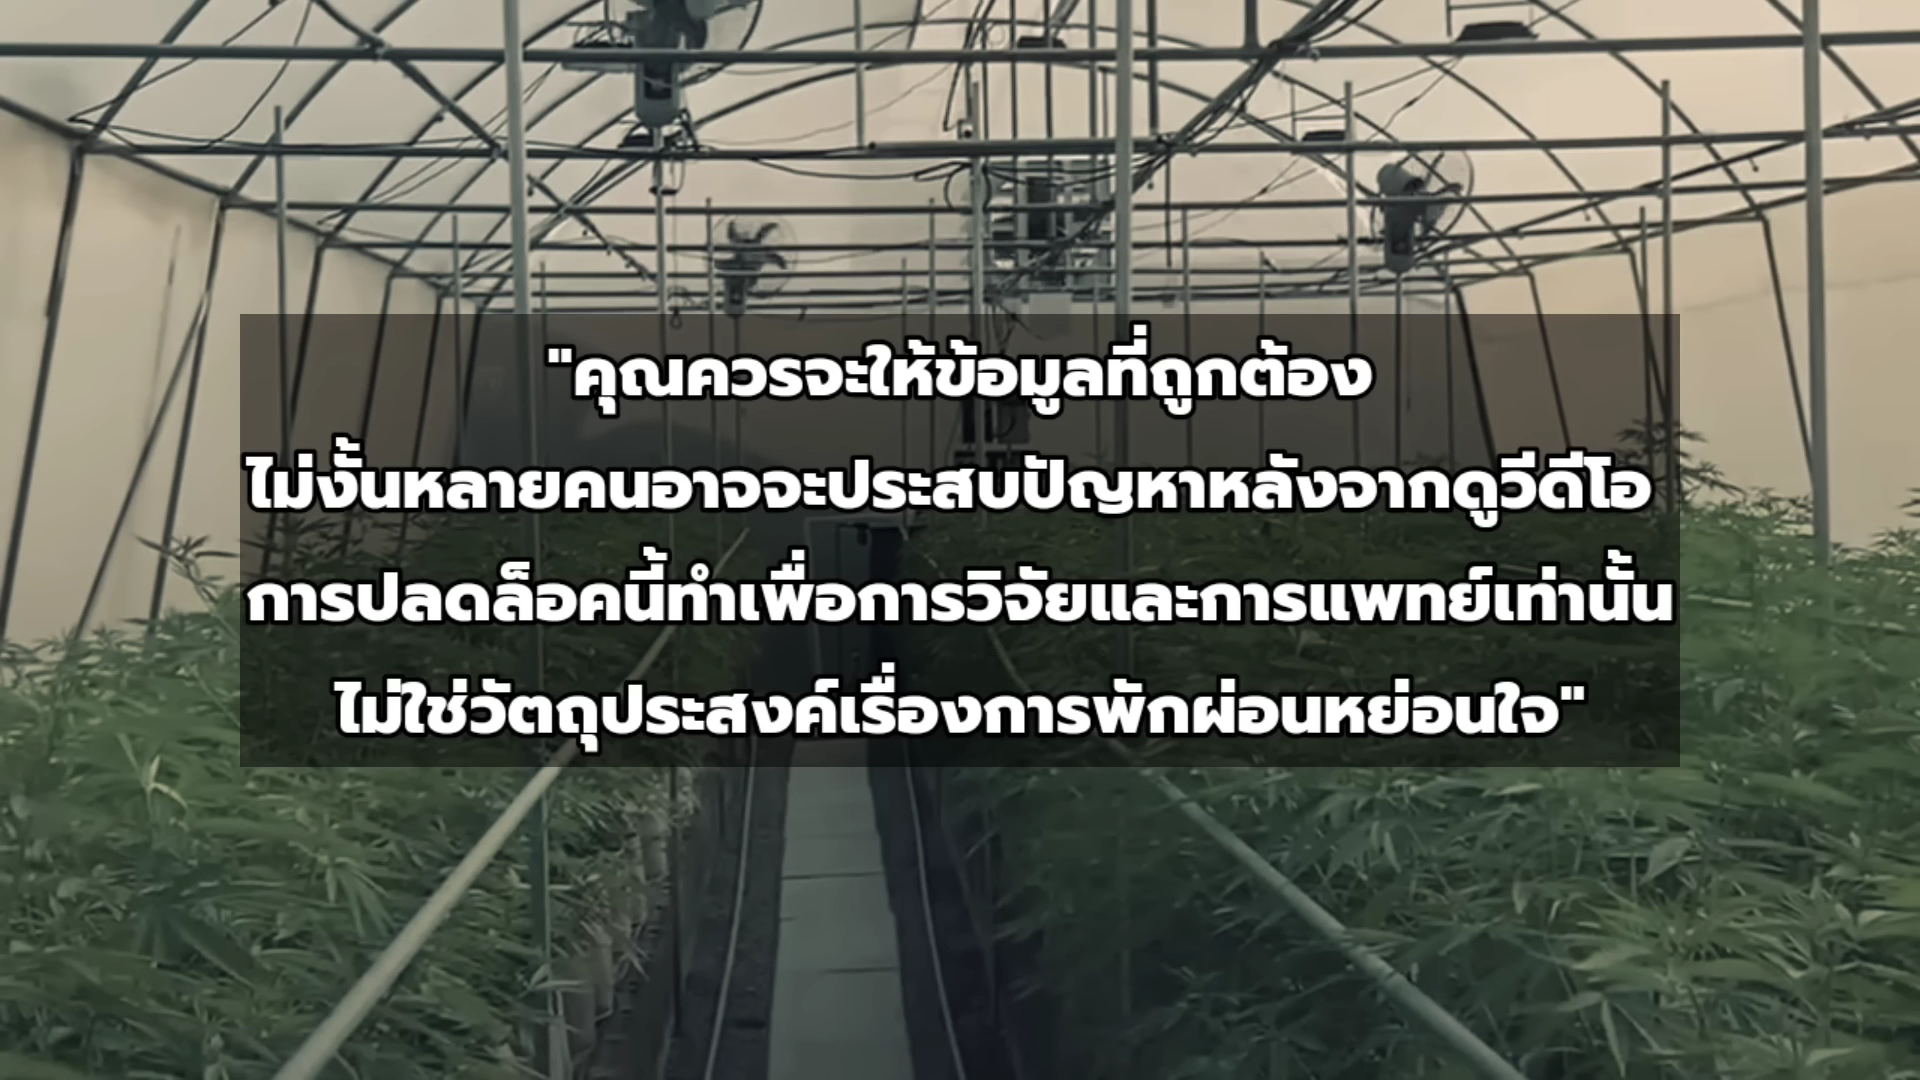 "คุณควรจะให้ข้อมูลที่ถูกต้อง
ไม่งั้นหลายคนอาจจะประสบปัญหาหลังจากดูวีดีโอ
การปลดล็อคนี้ทำเพื่อการวิจัยและการแพทย์เท่านั้น
ไม่ใช่วัตถุประสงค์เรื่องการพักผ่อนหย่อนใจ"